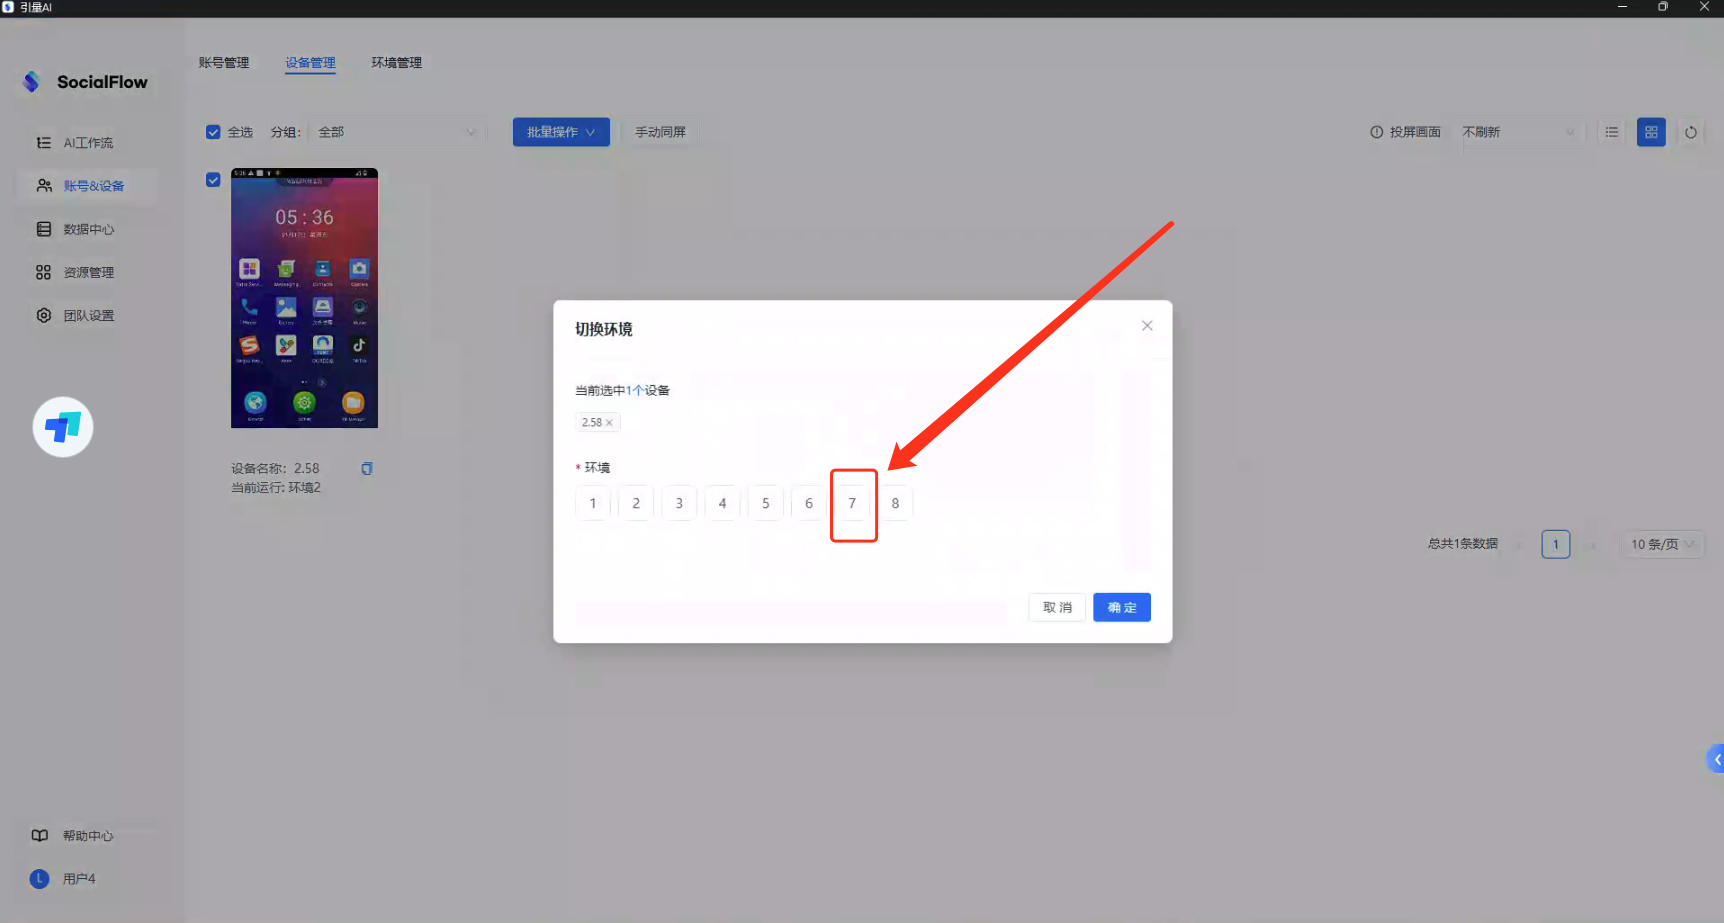 引量AI
SocialFlow
AI工作流
账号&设备
数据中心
资源管理
团队设置
帮助中心
L 用户4
账号管理 设备管理 环境管理
全选 分组: 全部 批量操作 手动同屏 投屏画面 不刷新
05:36
TikTok
设备名称: 2.58
当前运行: 环境2
切换环境
当前选中1个设备
2.58
* 环境
1 2 3 4 5 6 7 8
取消 确定
总共1条数据 1 10 条/页